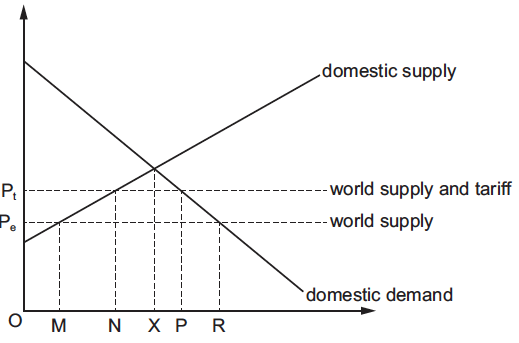 domestic supply
Pt
world supply and tariff
Pe
world supply
domestic demand
O
M N X P R